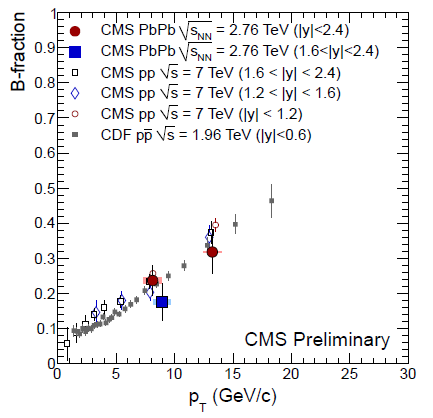 B-fraction
1
0.9
0.8
0.7
0.6
0.5
0.4
0.3
0.2
0.1
0
CMS PbPb √s_NN = 2.76 TeV (|y|<2.4)
CMS PbPb √s_NN = 2.76 TeV (1.6<|y|<2.4)
CMS pp √s = 7 TeV (1.6 < |y| < 2.4)
CMS pp √s = 7 TeV (1.2 < |y| < 1.6)
CMS pp √s = 7 TeV (|y| < 1.2)
CDF pp̅ √s = 1.96 TeV (|y|<0.6)
CMS Preliminary
0 5 10 15 20 25 30
p_T (GeV/c)